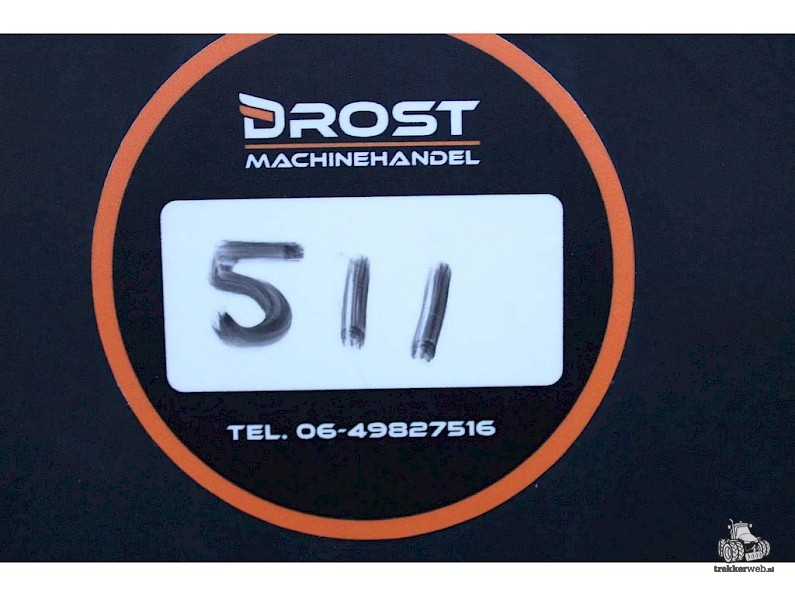 DROST
MACHINEHANDEL
511
TEL. 06-49827516
trekkerweb.nl